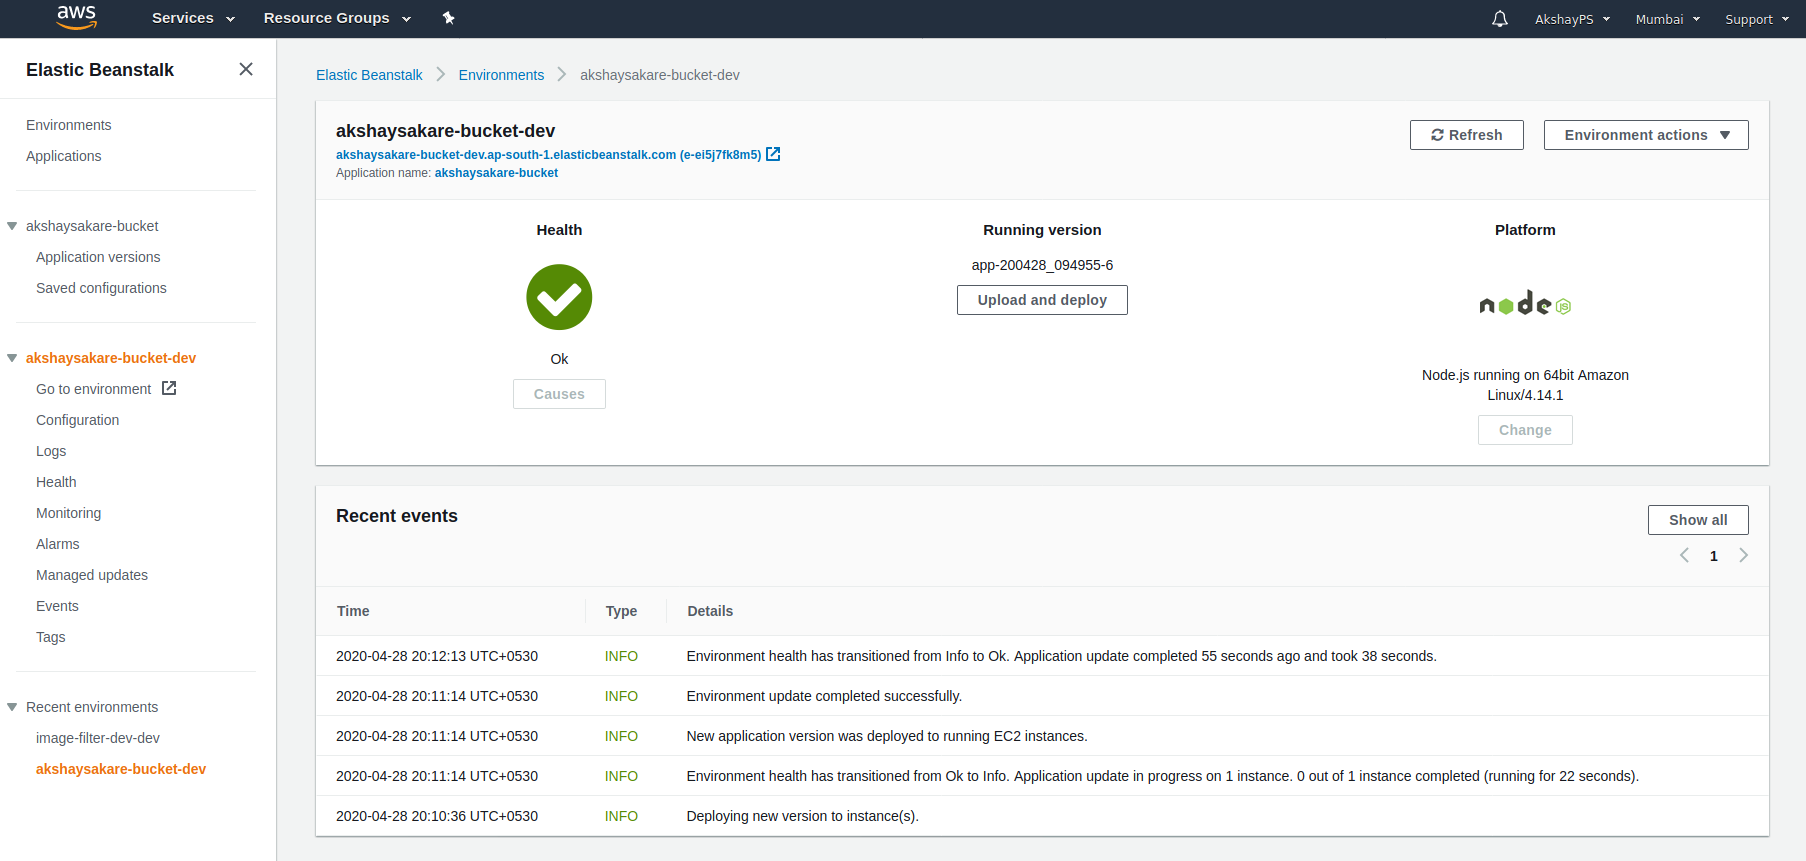 aws
Services
Resource Groups
AkshayPS
Mumbai
Support
Elastic Beanstalk
Environments
Applications
akshaysakare-bucket
Application versions
Saved configurations
akshaysakare-bucket-dev
Go to environment
Configuration
Logs
Health
Monitoring
Alarms
Managed updates
Events
Tags
Recent environments
image-filter-dev-dev
akshaysakare-bucket-dev
Elastic Beanstalk > Environments > akshaysakare-bucket-dev
akshaysakare-bucket-dev
akshaysakare-bucket-dev.ap-south-1.elasticbeanstalk.com (e-ei5j7fk8m5)
Application name: akshaysakare-bucket
Refresh
Environment actions
Health
Ok
Causes
Running version
app-200428_094955-6
Upload and deploy
Platform
node JS
Node.js running on 64bit Amazon
Linux/4.14.1
Change
Recent events
Show all
1
Time Type Details
2020-04-28 20:12:13 UTC+0530 INFO Environment health has transitioned from Info to Ok. Application update completed 55 seconds ago and took 38 seconds.
2020-04-28 20:11:14 UTC+0530 INFO Environment update completed successfully.
2020-04-28 20:11:14 UTC+0530 INFO New application version was deployed to running EC2 instances.
2020-04-28 20:11:14 UTC+0530 INFO Environment health has transitioned from Ok to Info. Application update in progress on 1 instance. 0 out of 1 instance completed (running for 22 seconds).
2020-04-28 20:10:36 UTC+0530 INFO Deploying new version to instance(s).